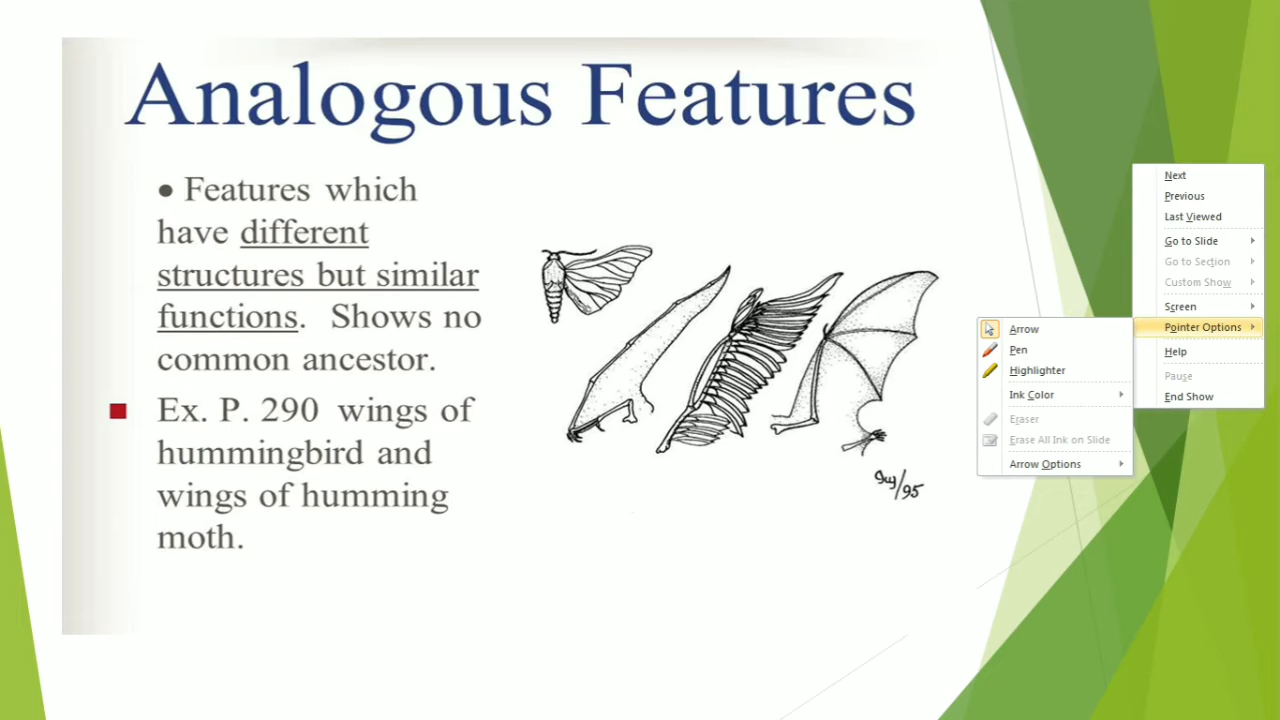 Analogous Features
• Features which
have different
structures but similar
functions. Shows no
common ancestor.
Ex. P. 290 wings of
hummingbird and
wings of humming
moth.
Next
Previous
Last Viewed
Go to Slide
Go to Section
Custom Show
Screen
Pointer Options
Help
Pause
End Show
Arrow
Pen
Highlighter
Ink Color
Eraser
Erase All Ink on Slide
Arrow Options